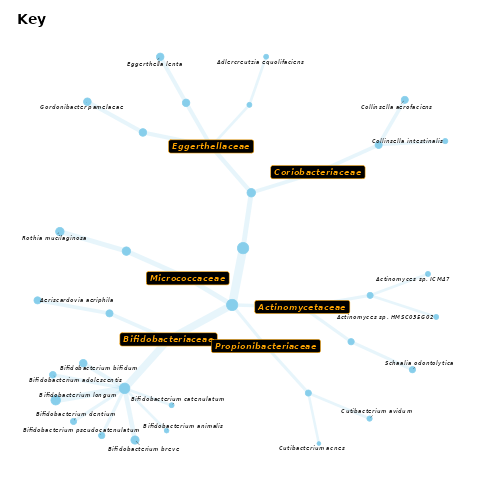 Key
Eggerthella lenta
Adlercreutzia equolifaciens
Gordonibacter pamelaeae
Collinsella aerofaciens
Collinsella intestinalis
Eggerthellaceae
Coriobacteriaceae
Rothia mucilaginosa
Micrococcaceae
Actinomyces sp. ICM47
Alscardovia acriphila
Actinomycetaceae
Actinomyces sp. HMSC035G02
Bifidobacteriaceae
Propionibacteriaceae
Schaalia odontolytica
Bifidobacterium bifidum
Bifidobacterium adolescentis
Bifidobacterium longum
Bifidobacterium catenulatum
Bifidobacterium dentium
Cutibacterium avidum
Bifidobacterium pseudocatenulatum
Bifidobacterium animalis
Bifidobacterium breve
Cutibacterium acnes